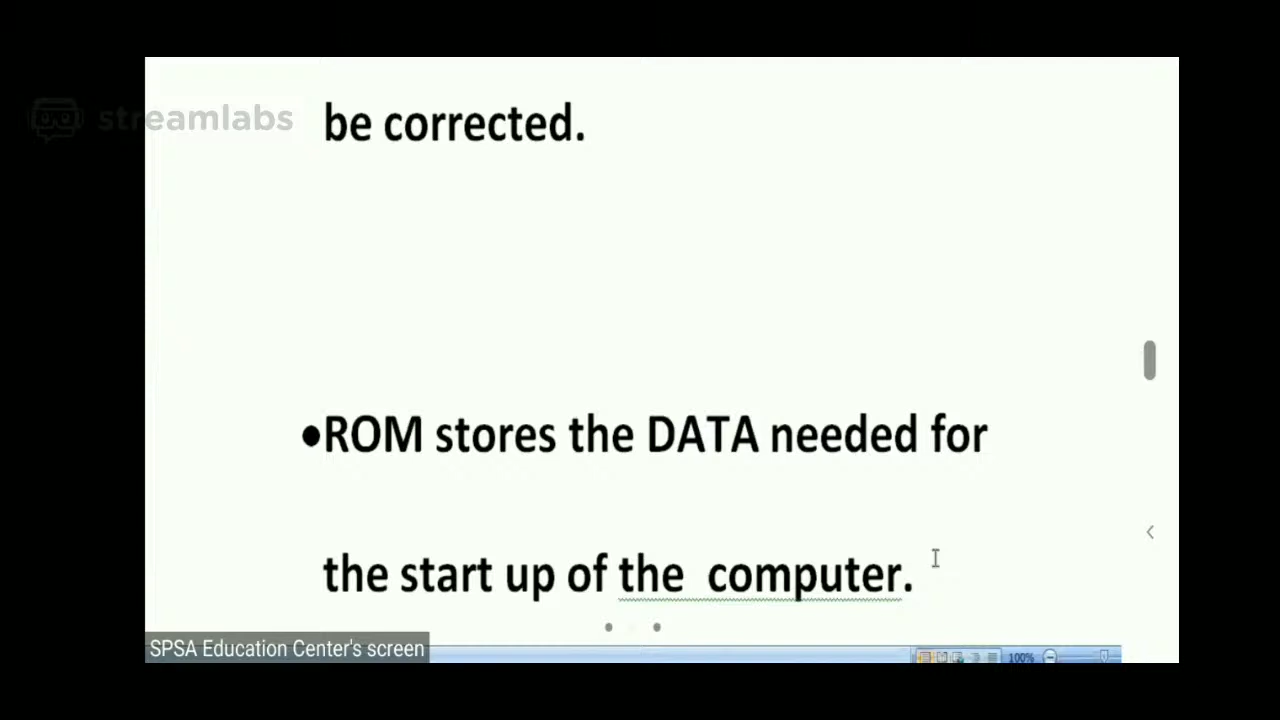 streamlabs
be corrected.
•ROM stores the DATA needed for
the start up of the computer.
SPSA Education Center's screen
100%